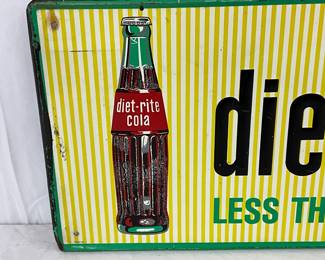 diet-rite
cola
die
LESS TH